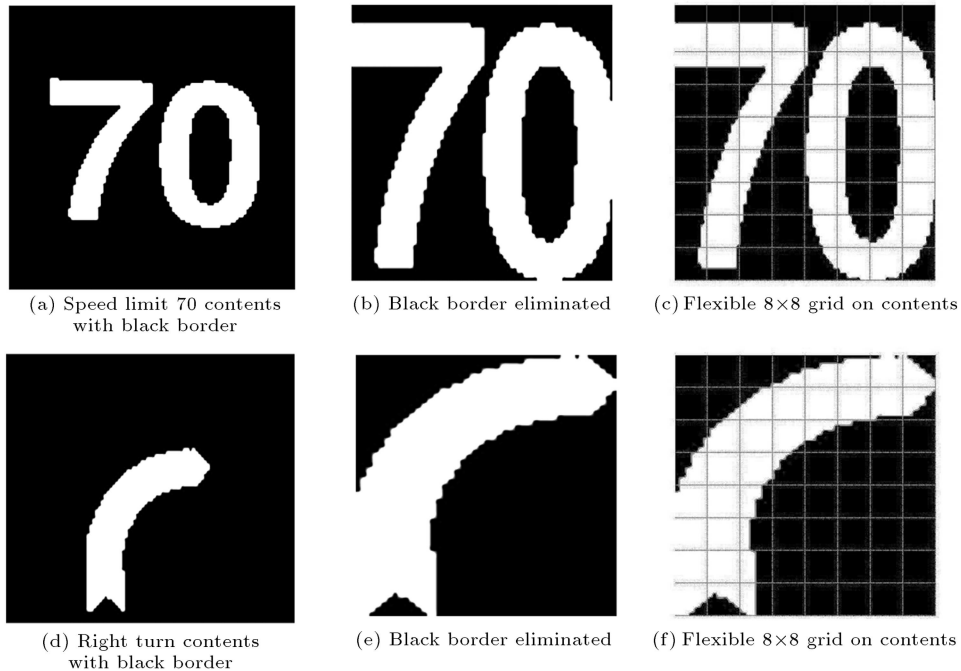 70
70
70
(a) Speed limit 70 contents
with black border
(b) Black border eliminated
(c) Flexible 8×8 grid on contents
(d) Right turn contents
with black border
(e) Black border eliminated
(f) Flexible 8×8 grid on contents